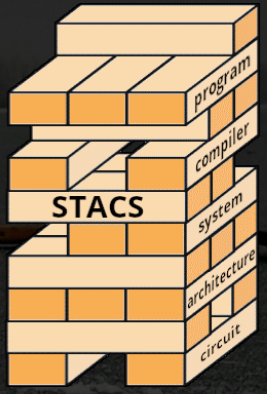 program
compiler
STACS
system
architecture
circuit